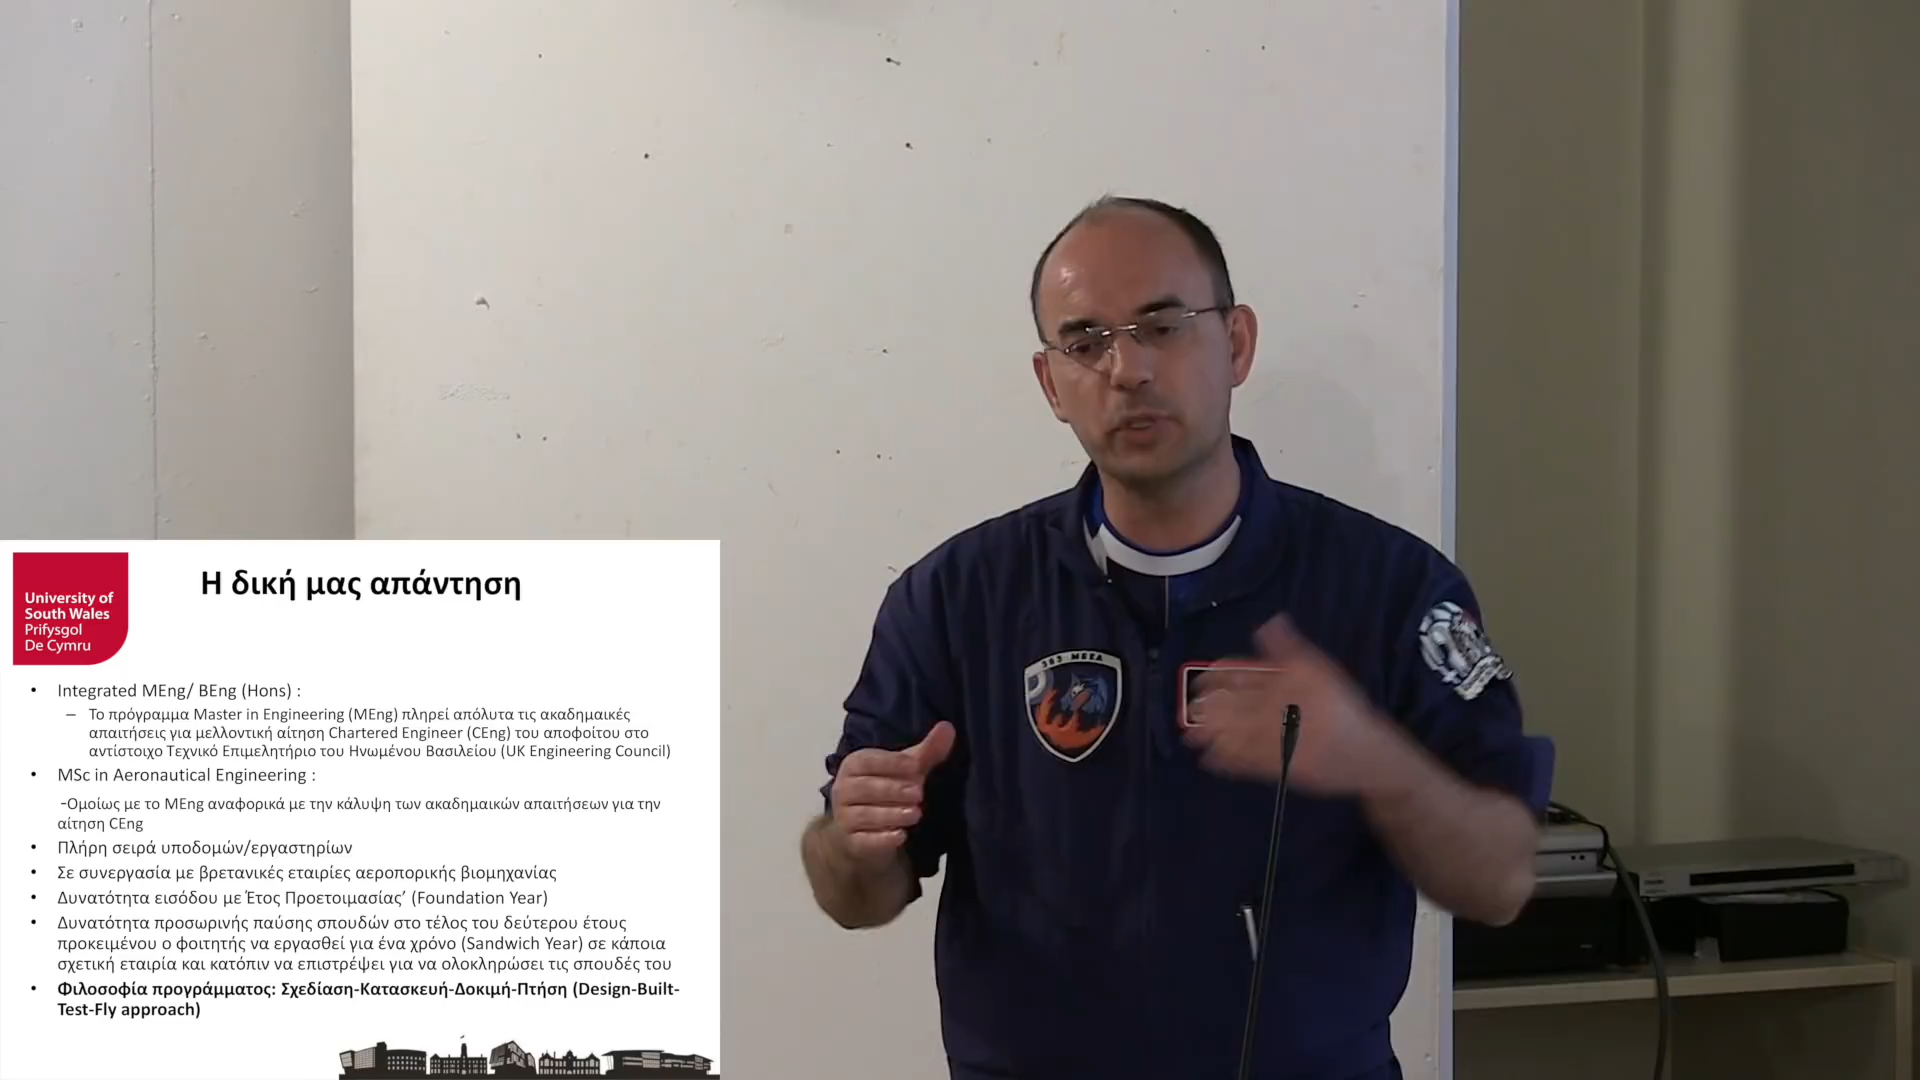 University of
South Wales
Prifysgol
De Cymru
Η δική μας απάντηση
• Integrated MEng/ BEng (Hons) :
– Το πρόγραμμα Master in Engineering (MEng) πληρεί απόλυτα τις ακαδημαικές
απαιτήσεις για μελλοντική αίτηση Chartered Engineer (CEng) του αποφοίτου στο
αντίστοιχο Τεχνικό Επιμελητήριο του Ηνωμένου Βασιλείου (UK Engineering Council)
• MSc in Aeronautical Engineering :
-Ομοίως με το MEng αναφορικά με την κάλυψη των ακαδημαικών απαιτήσεων για την
αίτηση CEng
• Πλήρη σειρά υποδομών/εργαστηρίων
• Σε συνεργασία με βρετανικές εταιρίες αεροπορικής βιομηχανίας
• Δυνατότητα εισόδου με Έτος Προετοιμασίας’ (Foundation Year)
• Δυνατότητα προσωρινής παύσης σπουδών στο τέλος του δεύτερου έτους
προκειμένου ο φοιτητής να εργασθεί για ένα χρόνο (Sandwich Year) σε κάποια
σχετική εταιρία και κατόπιν να επιστρέψει για να ολοκληρώσει τις σπουδές του
• Φιλοσοφία προγράμματος: Σχεδίαση-Κατασκευή-Δοκιμή-Πτήση (Design-Built-
Test-Fly approach)
383 ΜΕΕΑ